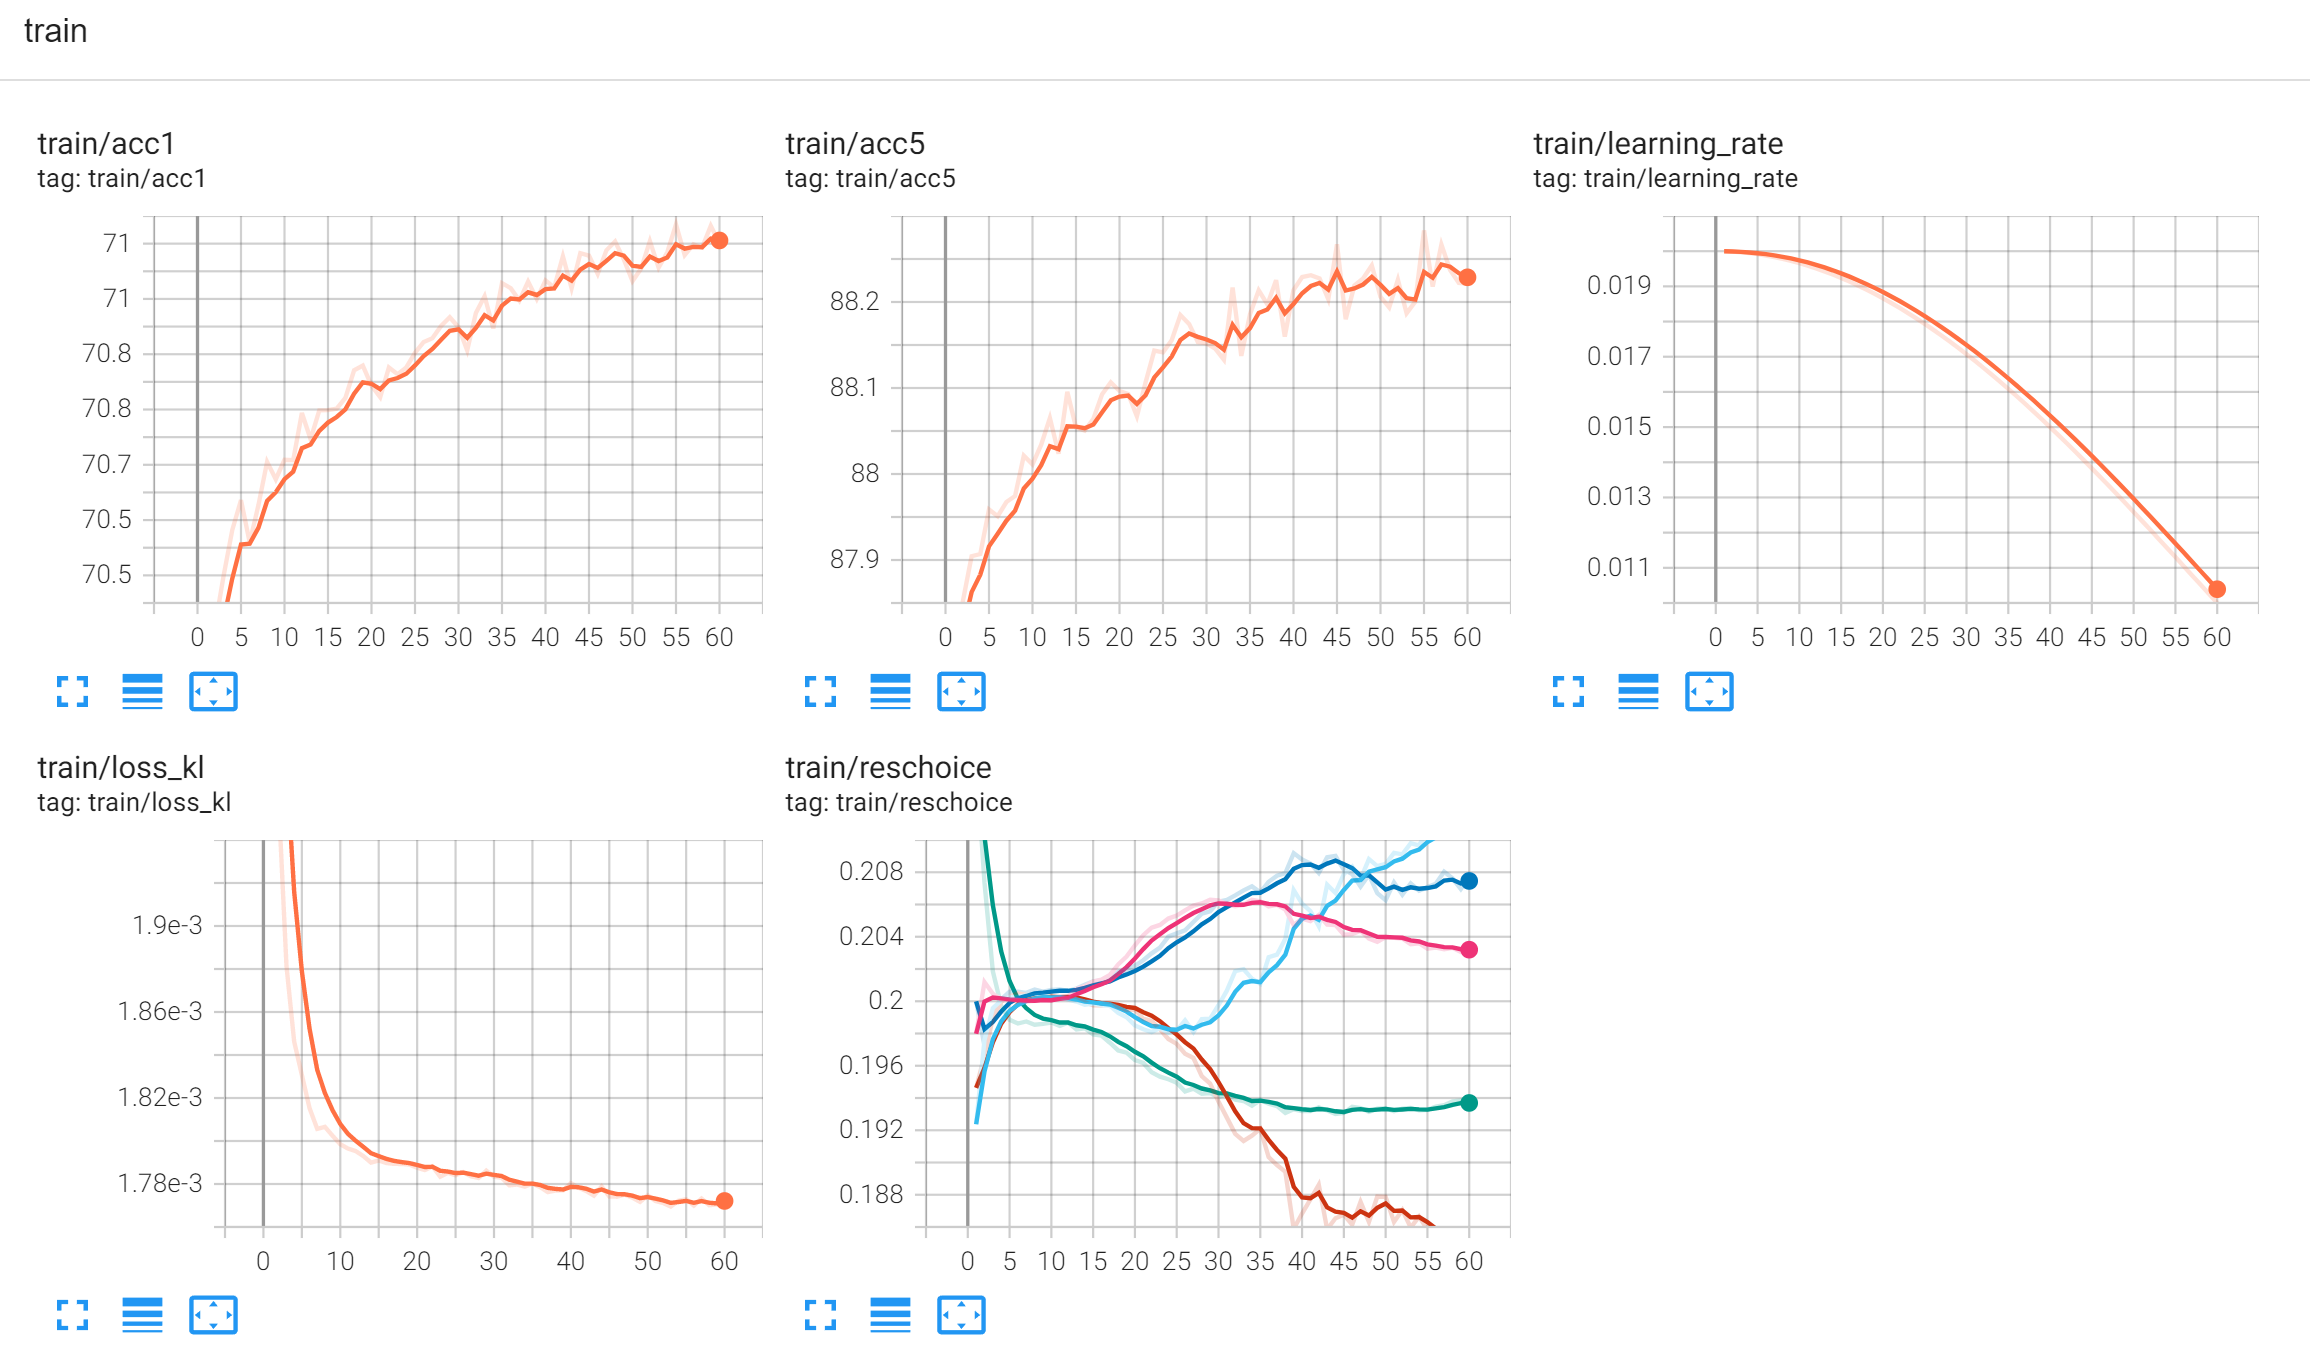 train
train/acc1
tag: train/acc1
71
71
70.8
70.8
70.7
70.5
70.5
0 5 10 15 20 25 30 35 40 45 50 55 60
train/acc5
tag: train/acc5
88.2
88.1
88
87.9
0 5 10 15 20 25 30 35 40 45 50 55 60
train/learning_rate
tag: train/learning_rate
0.019
0.017
0.015
0.013
0.011
0 5 10 15 20 25 30 35 40 45 50 55 60
train/loss_kl
tag: train/loss_kl
1.9e-3
1.86e-3
1.82e-3
1.78e-3
0 10 20 30 40 50 60
train/reschoice
tag: train/reschoice
0.208
0.204
0.2
0.196
0.192
0.188
0 5 10 15 20 25 30 35 40 45 50 55 60